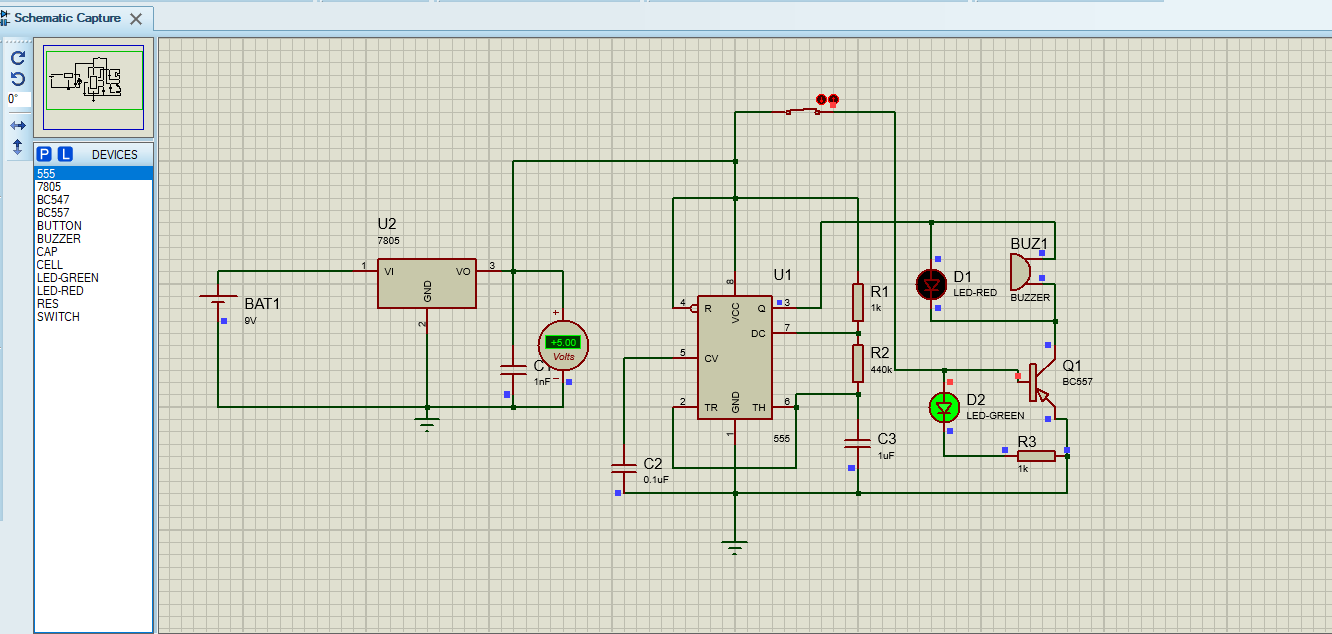 Schematic Capture
0°
P L DEVICES
555
7805
BC547
BC557
BUTTON
BUZZER
CAP
CELL
LED-GREEN
LED-RED
RES
SWITCH
U2
7805
1 VI VO 3
GND
2
BAT1
9V
+
+5.00
Volts
C1
1nF
U1
8
4 R VCC Q 3
DC 7
5 CV
2 TR GND TH 6
1
555
R1
1k
R2
440k
C2
0.1uF
C3
1uF
D1
LED-RED
BUZ1
BUZZER
Q1
BC557
D2
LED-GREEN
R3
1k